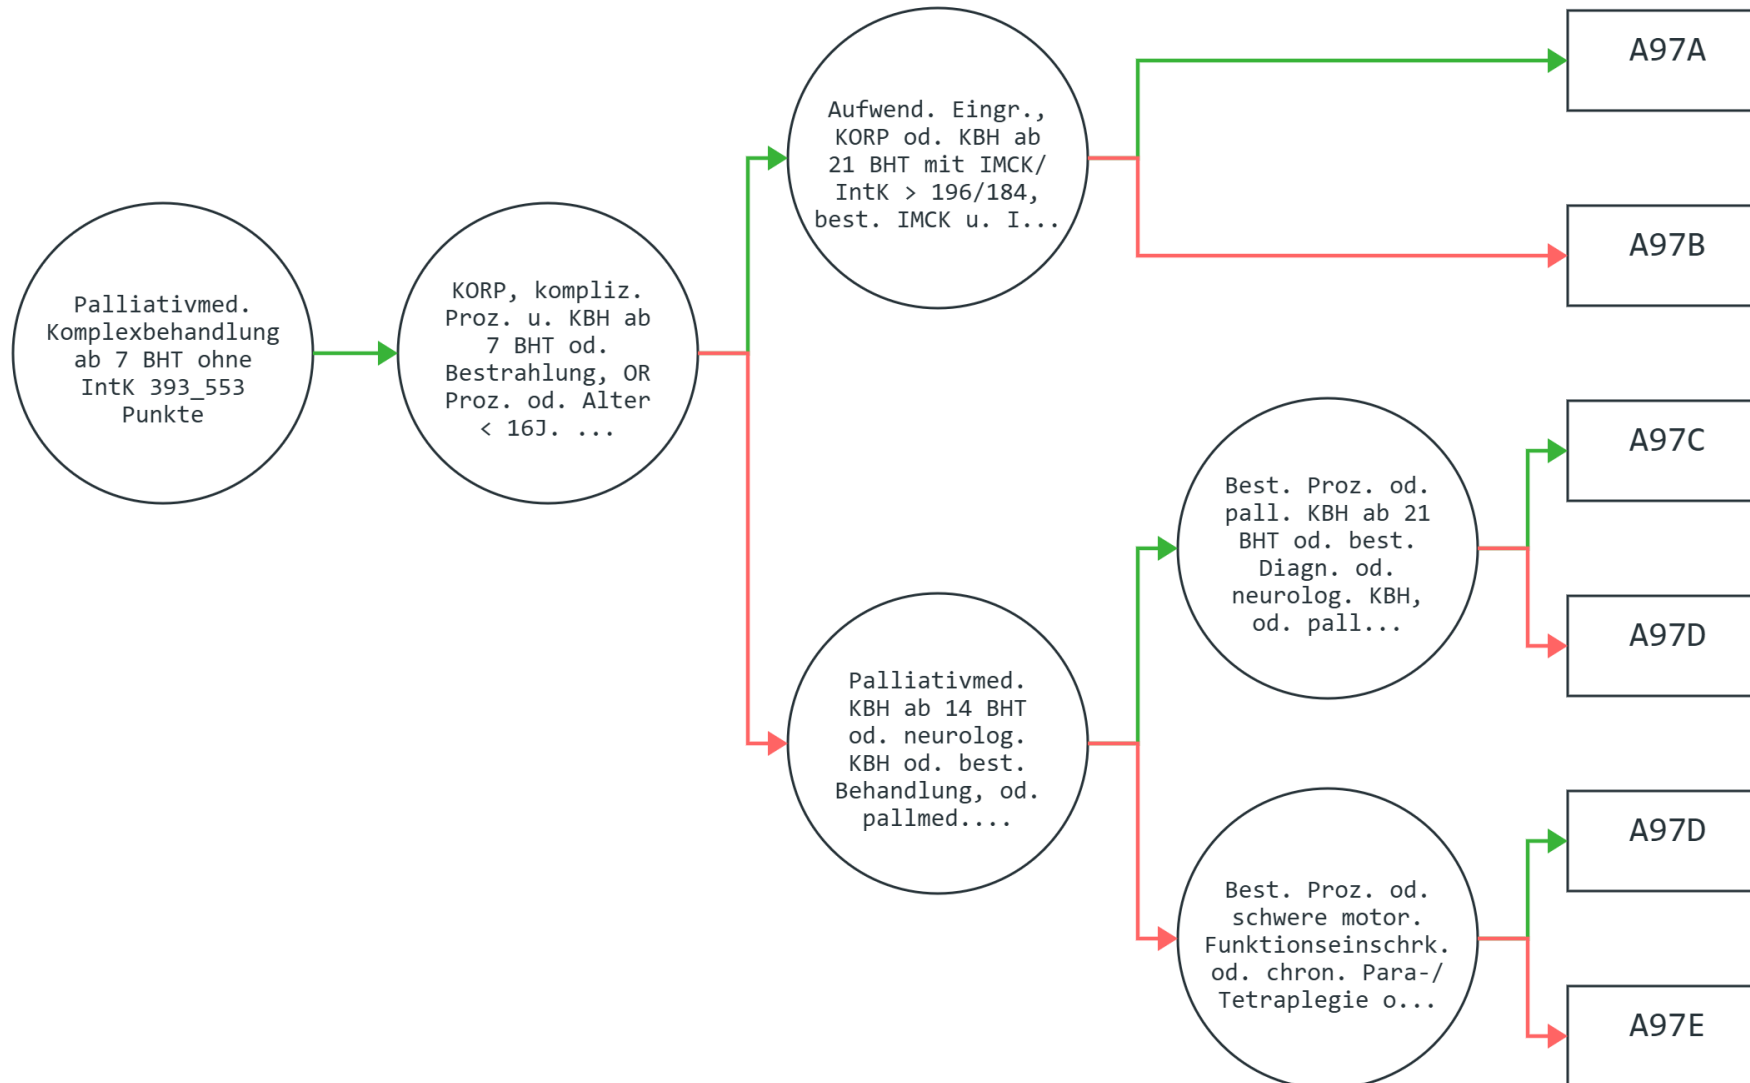 Palliativmed.
Komplexbehandlung
ab 7 BHT ohne
IntK 393_553
Punkte
KORP, kompliz.
Proz. u. KBH ab
7 BHT od.
Bestrahlung, OR
Proz. od. Alter
< 16J. ...
Aufwend. Eingr.,
KORP od. KBH ab
21 BHT mit IMCK/
IntK > 196/184,
best. IMCK u. I...
A97A
A97B
Palliativmed.
KBH ab 14 BHT
od. neurolog.
KBH od. best.
Behandlung, od.
pallmed....
Best. Proz. od.
pall. KBH ab 21
BHT od. best.
Diagn. od.
neurolog. KBH,
od. pall...
A97C
A97D
Best. Proz. od.
schwere motor.
Funktionseinschrk.
od. chron. Para-/
Tetraplegie o...
A97D
A97E